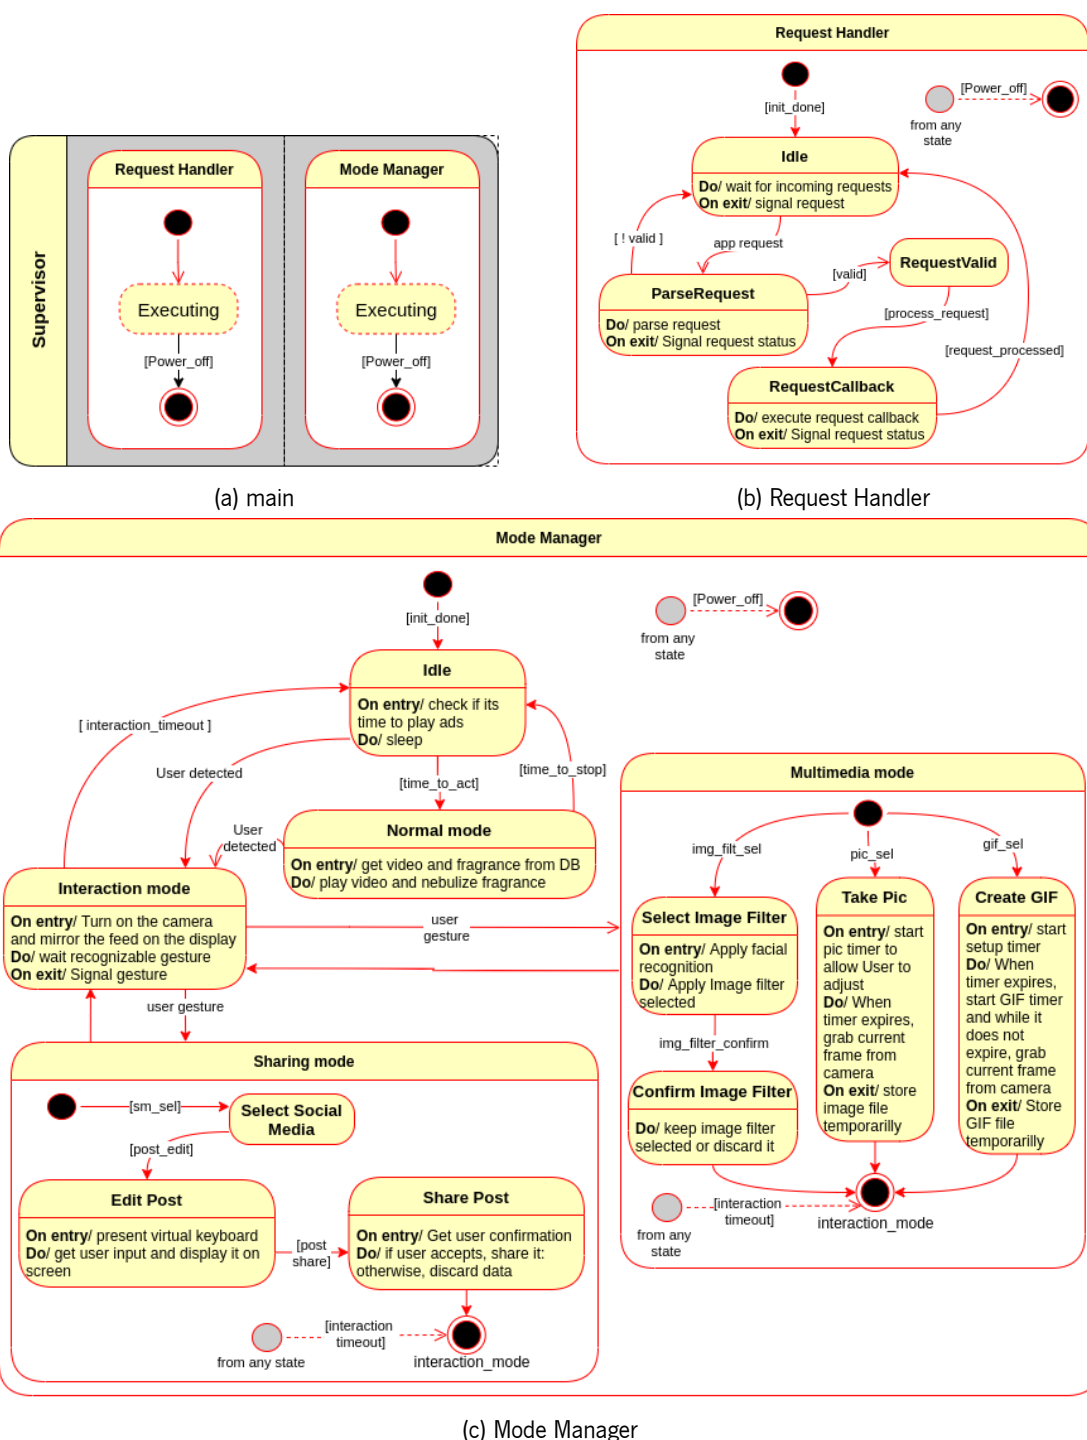 Supervisor
Request Handler
Executing
[Power_off]
Mode Manager
Executing
[Power_off]
(a) main
Request Handler
[init_done]
[Power_off]
from any
state
Idle
Do/ wait for incoming requests
On exit/ signal request
[ ! valid ]
app request
[valid]
RequestValid
ParseRequest
Do/ parse request
On exit/ Signal request status
[process_request]
[request_processed]
RequestCallback
Do/ execute request callback
On exit/ Signal request status
(b) Request Handler
Mode Manager
[init_done]
[Power_off]
from any
state
Idle
On entry/ check if its
time to play ads
Do/ sleep
[ interaction_timeout ]
User detected
[time_to_act]
[time_to_stop]
User
detected
Normal mode
On entry/ get video and fragrance from DB
Do/ play video and nebulize fragrance
Interaction mode
On entry/ Turn on the camera
and mirror the feed on the display
Do/ wait recognizable gesture
On exit/ Signal gesture
user
gesture
user gesture
Multimedia mode
img_filt_sel
pic_sel
gif_sel
Select Image Filter
On entry/ Apply facial
recognition
Do/ Apply Image filter
selected
img_filter_confirm
Confirm Image Filter
Do/ keep image filter
selected or discard it
Take Pic
On entry/ start
pic timer to
allow User to
adjust
Do/ When
timer expires,
grab current
frame from
camera
On exit/ store
image file
temporarilly
Create GIF
On entry/ start
setup timer
Do/ When
timer expires,
start GIF timer
and while it
does not
expire, grab
current frame
from camera
On exit/ Store
GIF file
temporarilly
[interaction
timeout]
from any
state
interaction_mode
Sharing mode
[sm_sel]
Select Social
Media
[post_edit]
Edit Post
On entry/ present virtual keyboard
Do/ get user input and display it on
screen
[post
share]
Share Post
On entry/ Get user confirmation
Do/ if user accepts, share it:
otherwise, discard data
[interaction
timeout]
from any state
interaction_mode
(c) Mode Manager